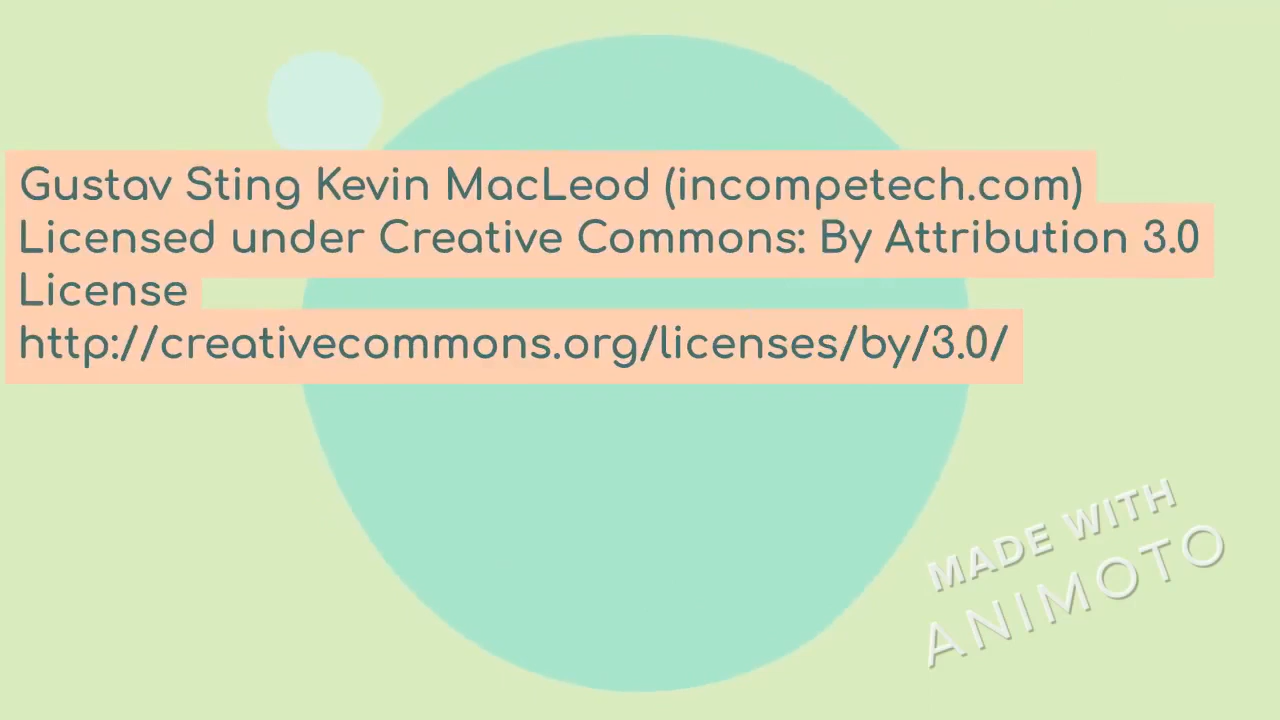 Gustav Sting Kevin MacLeod (incompetech.com)
Licensed under Creative Commons: By Attribution 3.0
License
http://creativecommons.org/licenses/by/3.0/
MADE WITH
ANIMOTO